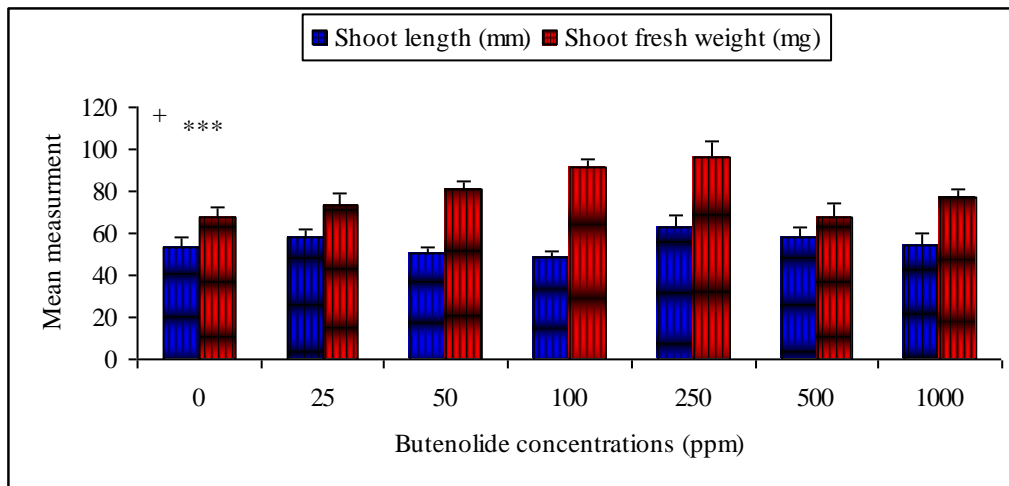 Shoot length (mm) Shoot fresh weight (mg)
120
100
80
60
40
20
0
+ ***
Mean measurment
0 25 50 100 250 500 1000
Butenolide concentrations (ppm)